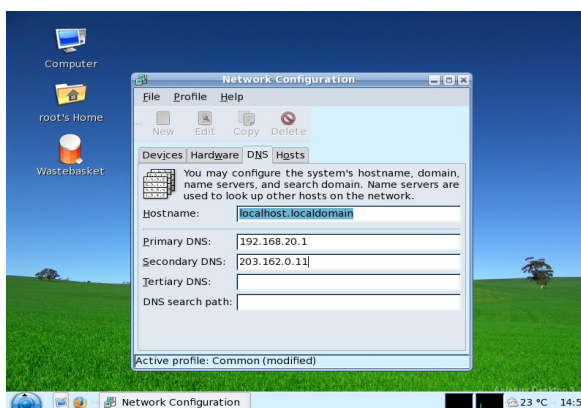 Computer
root's Home
Wastebasket
Network Configuration
File Profile Help
New Edit Copy Delete
Devices Hardware DNS Hosts
You may configure the system's hostname, domain,
name servers, and search domain. Name servers are
used to look up other hosts on the network.
Hostname: localhost.localdomain
Primary DNS: 192.168.20.1
Secondary DNS: 203.162.0.11
Tertiary DNS:
DNS search path:
Active profile: Common (modified)
Network Configuration
23 °C